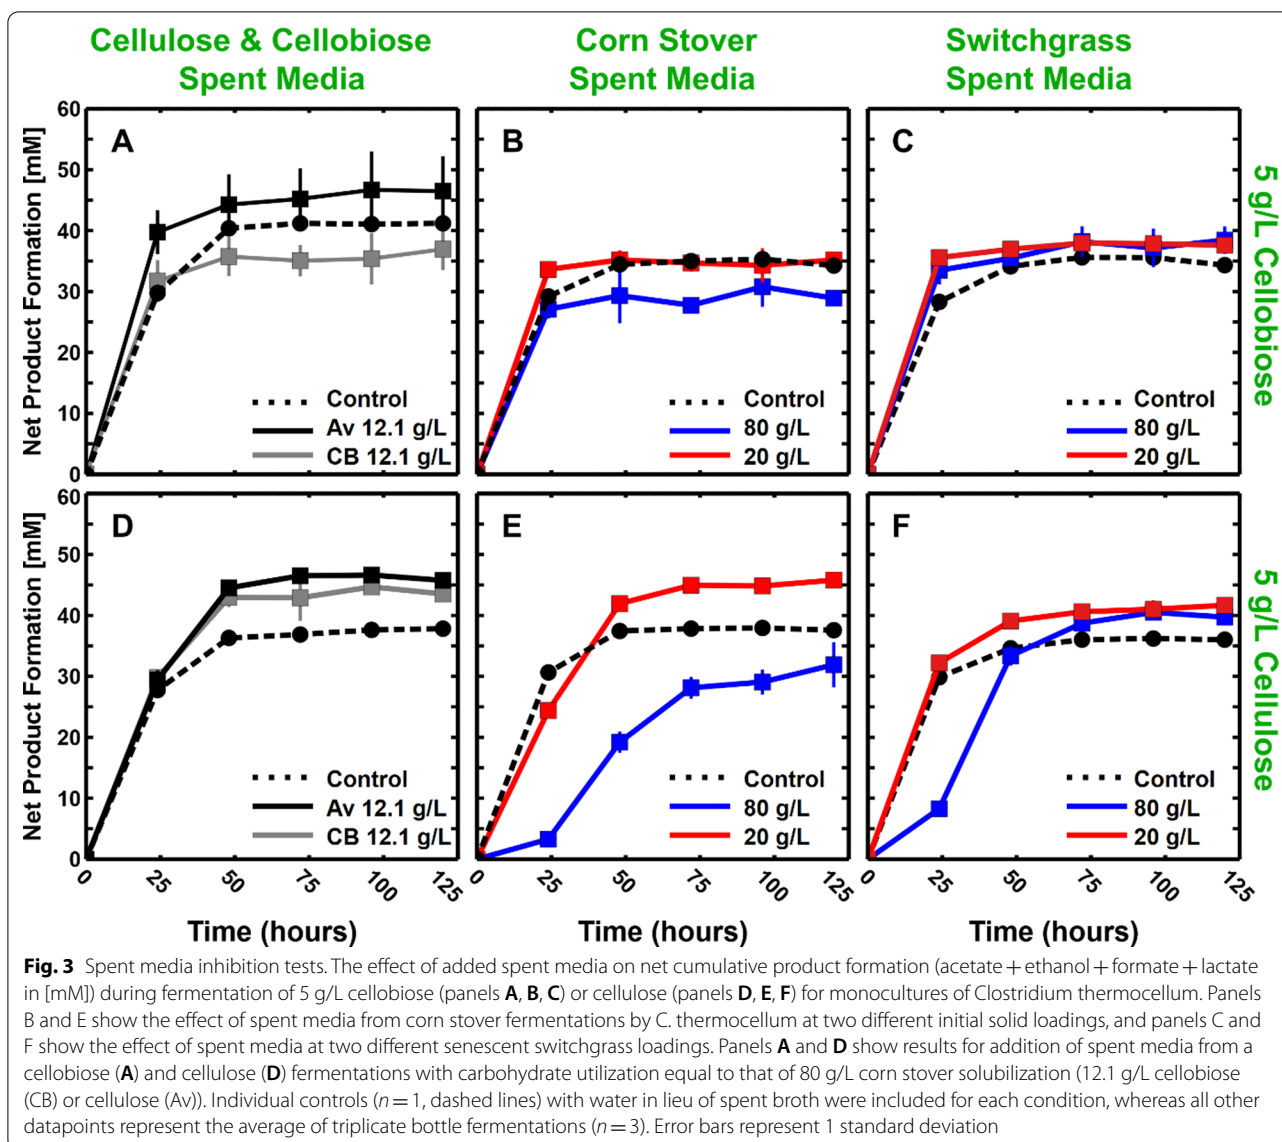 Cellulose & Cellobiose
Spent Media
Corn Stover
Spent Media
Switchgrass
Spent Media
Net Product Formation [mM]
60
50
40
30
20
10
0
A
Control
Av 12.1 g/L
CB 12.1 g/L
B
Control
80 g/L
20 g/L
C
Control
80 g/L
20 g/L
5 g/L Cellobiose
Net Product Formation [mM]
60
50
40
30
20
10
0
D
Control
Av 12.1 g/L
CB 12.1 g/L
E
Control
80 g/L
20 g/L
F
Control
80 g/L
20 g/L
5 g/L Cellulose
0 25 50 75 100 125
0 25 50 75 100 125
0 25 50 75 100 125
Time (hours)
Time (hours)
Time (hours)
Fig. 3 Spent media inhibition tests. The effect of added spent media on net cumulative product formation (acetate + ethanol + formate + lactate
in [mM]) during fermentation of 5 g/L cellobiose (panels A, B, C) or cellulose (panels D, E, F) for monocultures of Clostridium thermocellum. Panels
B and E show the effect of spent media from corn stover fermentations by C. thermocellum at two different initial solid loadings, and panels C and
F show the effect of spent media at two different senescent switchgrass loadings. Panels A and D show results for addition of spent media from a
cellobiose (A) and cellulose (D) fermentations with carbohydrate utilization equal to that of 80 g/L corn stover solubilization (12.1 g/L cellobiose
(CB) or cellulose (Av)). Individual controls (n = 1, dashed lines) with water in lieu of spent broth were included for each condition, whereas all other
datapoints represent the average of triplicate bottle fermentations (n = 3). Error bars represent 1 standard deviation